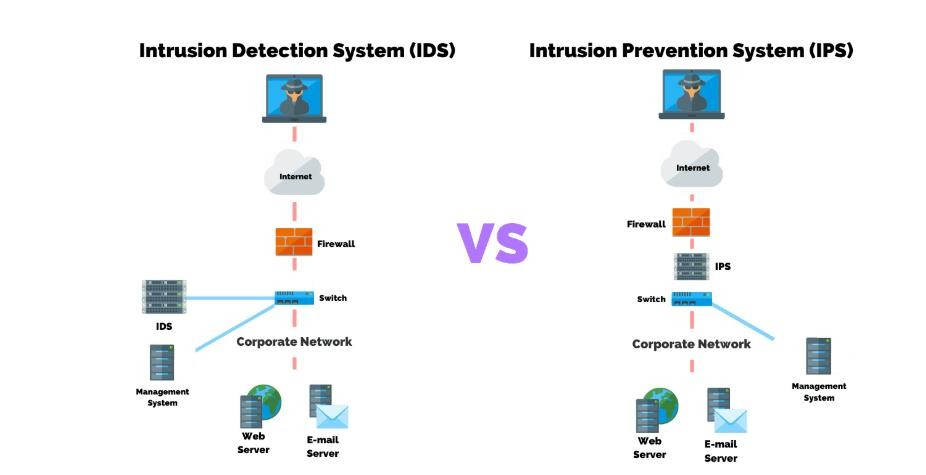 Intrusion Detection System (IDS)
Internet
Firewall
Switch
IDS
Corporate Network
Management
System
Web
Server
E-mail
Server
VS
Intrusion Prevention System (IPS)
Internet
Firewall
IPS
Switch
Corporate Network
Management
System
Web
Server
E-mail
Server